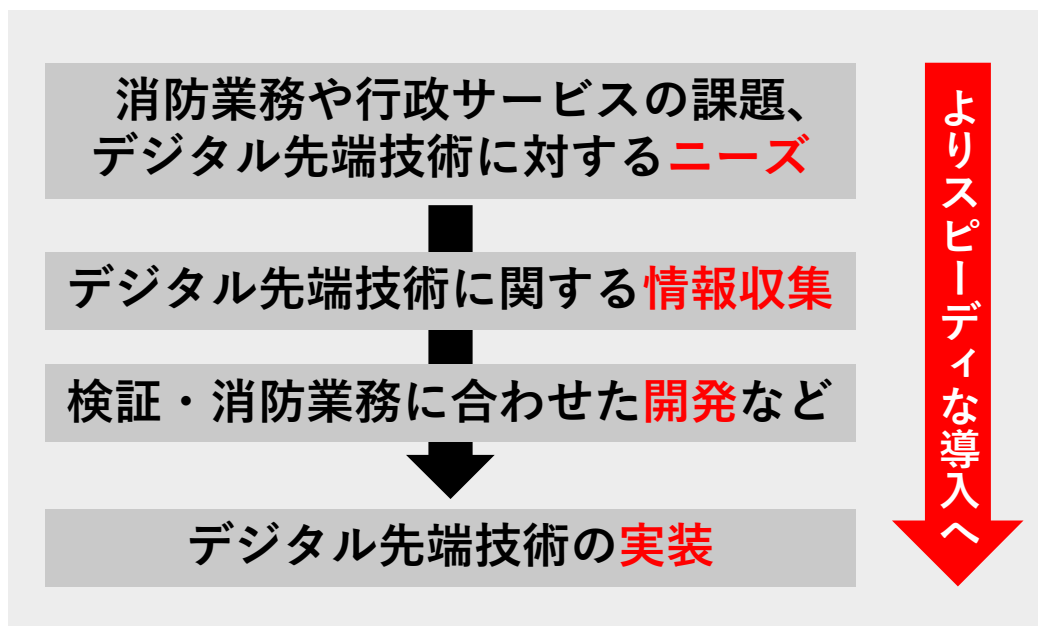 消防業務や行政サービスの課題、
デジタル先端技術に対するニーズ
デジタル先端技術に関する情報収集
検証・消防業務に合わせた開発など
デジタル先端技術の実装
よりスピーディな導入へ